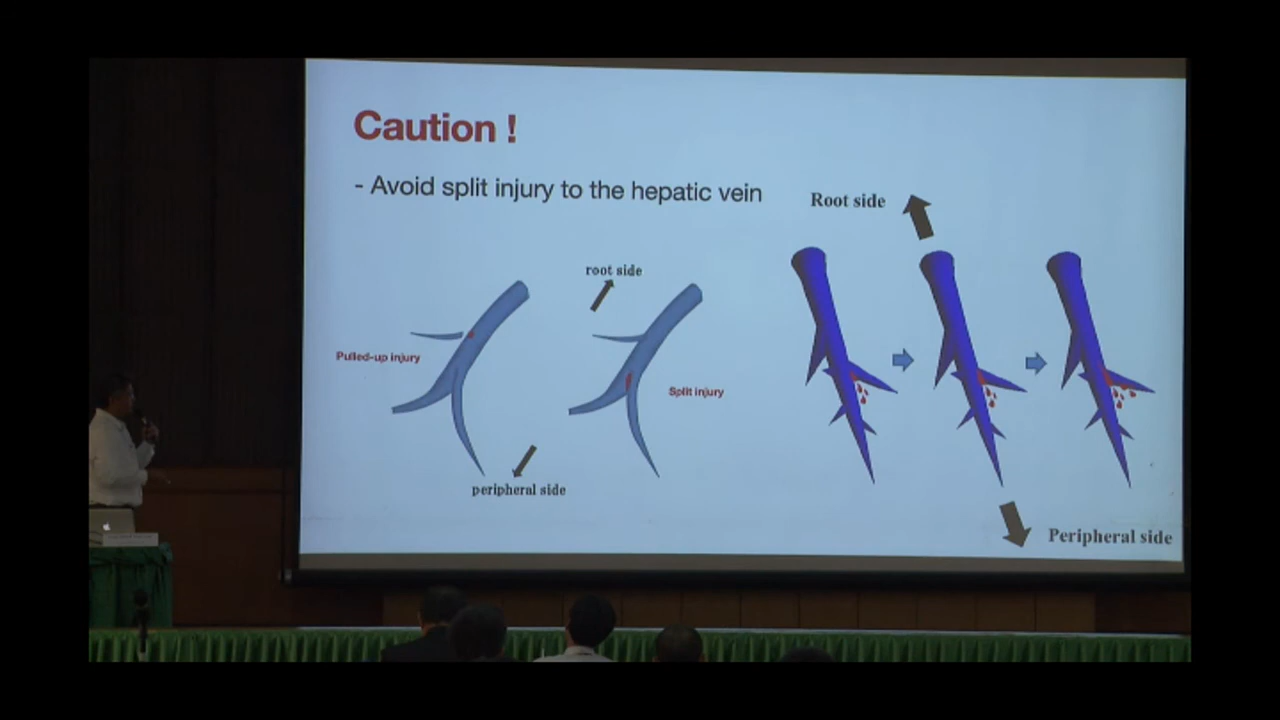 Caution !
- Avoid split injury to the hepatic vein
Root side
root side
Pulled-up injury
Split injury
peripheral side
Peripheral side